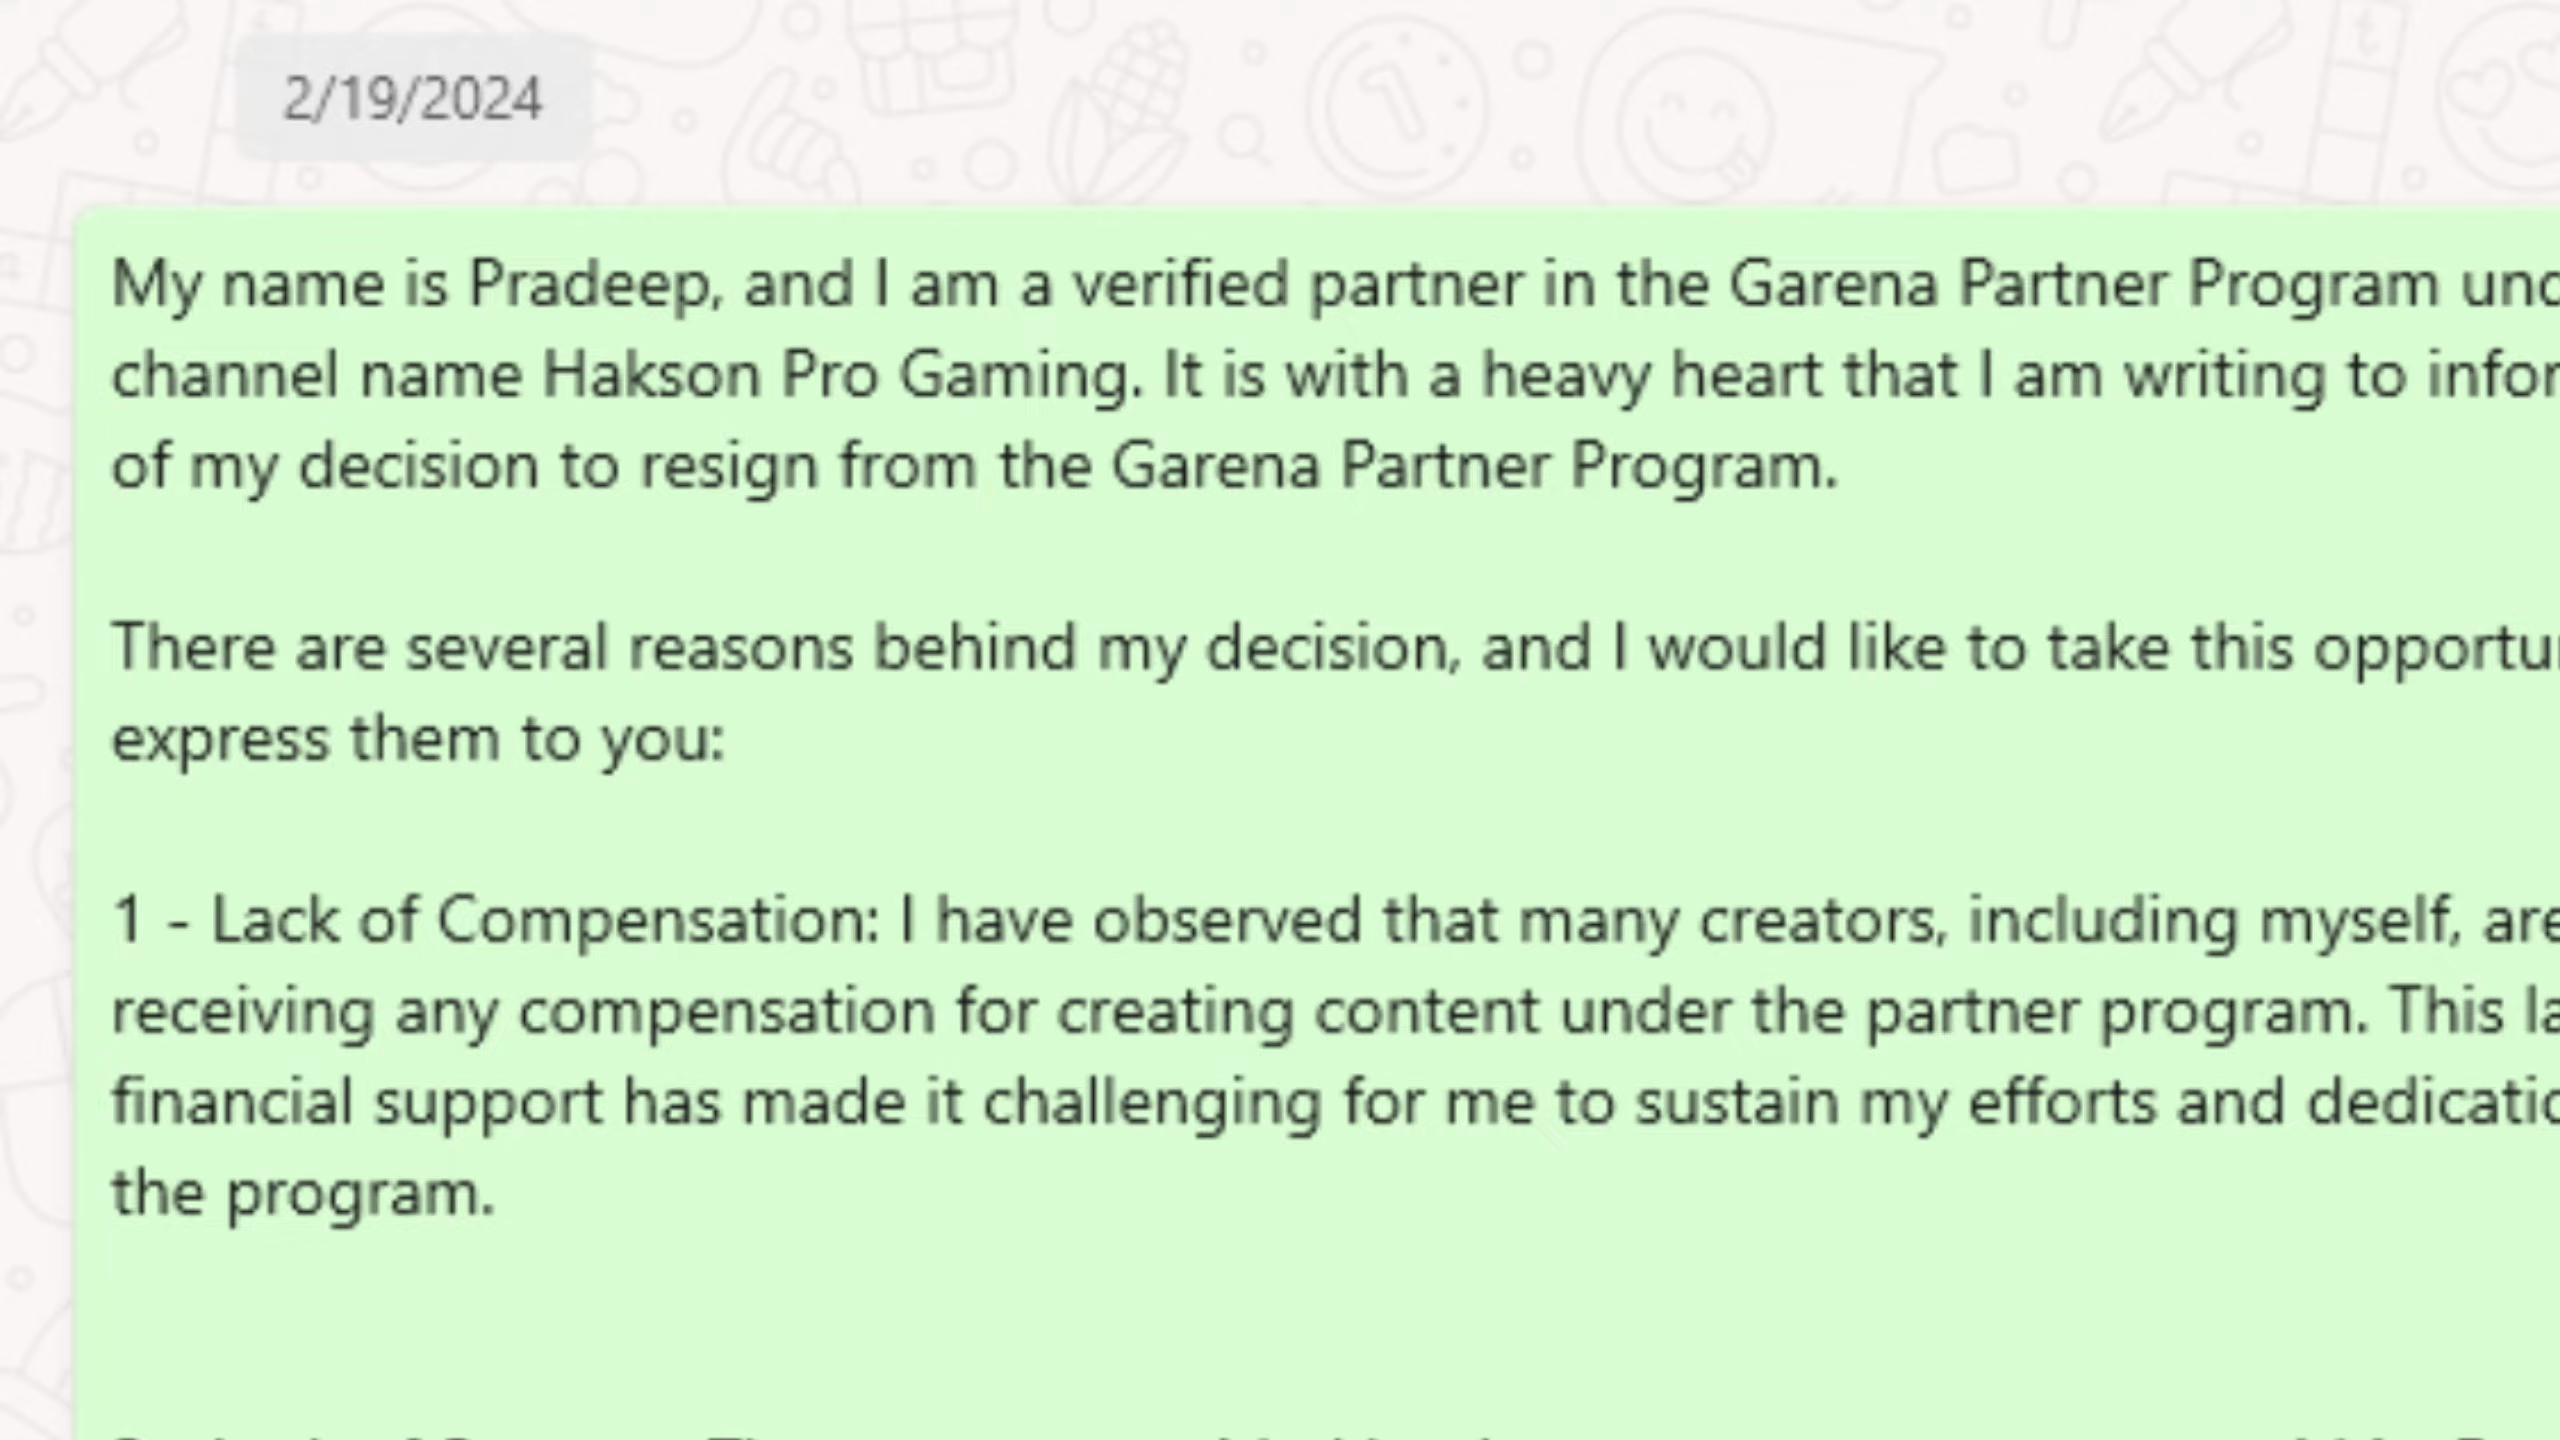 2/19/2024
My name is Pradeep, and I am a verified partner in the Garena Partner Program
channel name Hakson Pro Gaming. It is with a heavy heart that I am writing to
of my decision to resign from the Garena Partner Program.
There are several reasons behind my decision, and I would like to take this
express them to you:
1 - Lack of Compensation: I have observed that many creators, including myself, are
receiving any compensation for creating content under the partner program. This
financial support has made it challenging for me to sustain my efforts and
the program.